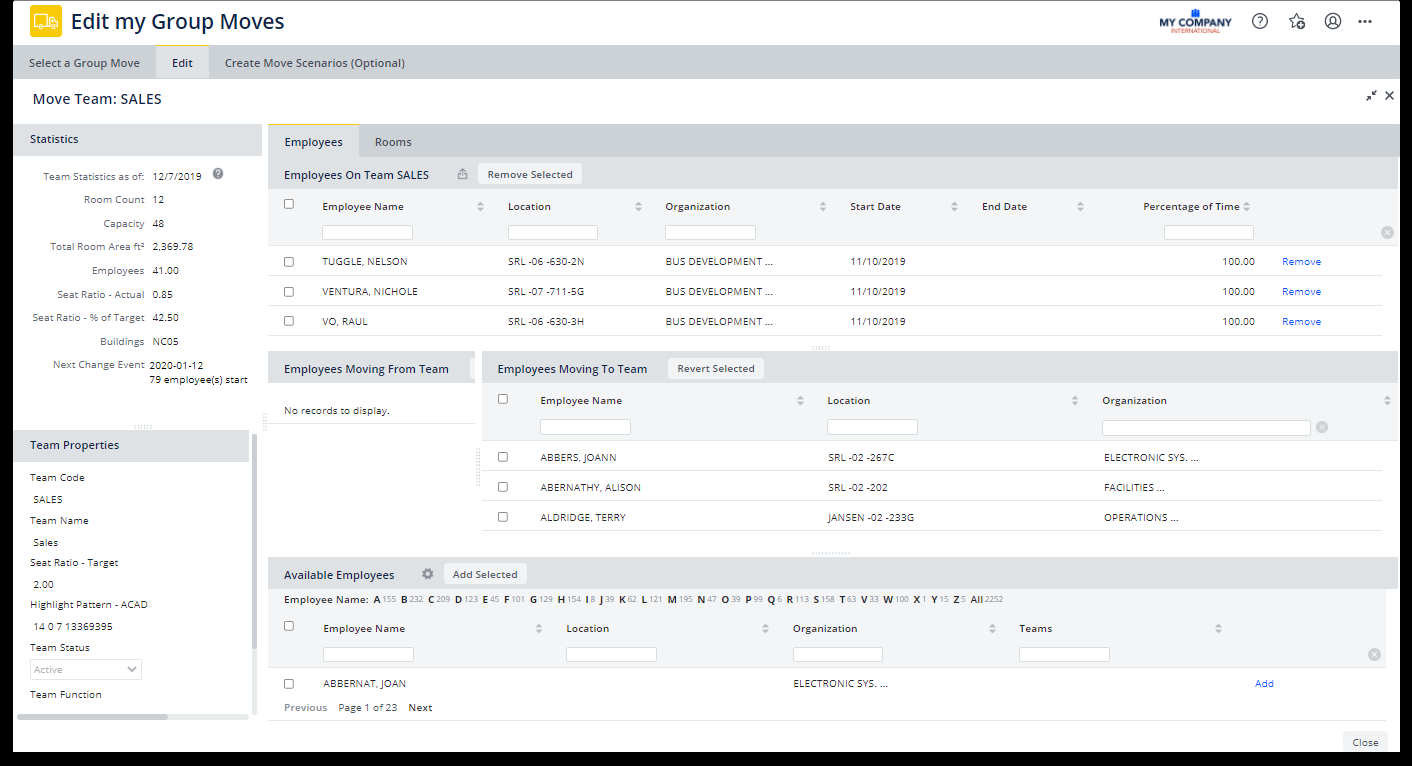 Edit my Group Moves
MY COMPANY
INTERNATIONAL
Select a Group Move Edit Create Move Scenarios (Optional)
Move Team: SALES
Statistics
Team Statistics as of: 12/7/2019
Room Count 12
Capacity 48
Total Room Area ft² 2,369.78
Employees 41.00
Seat Ratio - Actual 0.85
Seat Ratio - % of Target 42.50
Buildings NC05
Next Change Event 2020-01-12
79 employee(s) start
Team Properties
Team Code
SALES
Team Name
Sales
Seat Ratio - Target
2.00
Highlight Pattern - ACAD
14 0 7 13369395
Team Status
Active
Team Function
Employees Rooms
Employees On Team SALES Remove Selected
Employee Name Location Organization Start Date End Date Percentage of Time
TUGGLE, NELSON SRL -06 -630-2N BUS DEVELOPMENT ... 11/10/2019 100.00 Remove
VENTURA, NICHOLE SRL -07 -711-5G BUS DEVELOPMENT ... 11/10/2019 100.00 Remove
VO, RAUL SRL -06 -630-3H BUS DEVELOPMENT ... 11/10/2019 100.00 Remove
Employees Moving From Team
No records to display.
Employees Moving To Team Revert Selected
Employee Name Location Organization
ABBERS, JOANN SRL -02 -267C ELECTRONIC SYS. ...
ABERNATHY, ALISON SRL -02 -202 FACILITIES ...
ALDRIDGE, TERRY JANSEN -02 -233G OPERATIONS ...
Available Employees Add Selected
Employee Name: A 155 B 232 C 209 D 123 E 45 F 101 G 129 H 154 I 8 J 39 K 62 L 121 M 195 N 47 O 39 P 99 Q 6 R 113 S 158 T 63 V 33 W 100 X 1 Y 15 Z 5 All 2252
Employee Name Location Organization Teams
ABBERNAT, JOAN ELECTRONIC SYS. ... Add
Previous Page 1 of 23 Next
Close